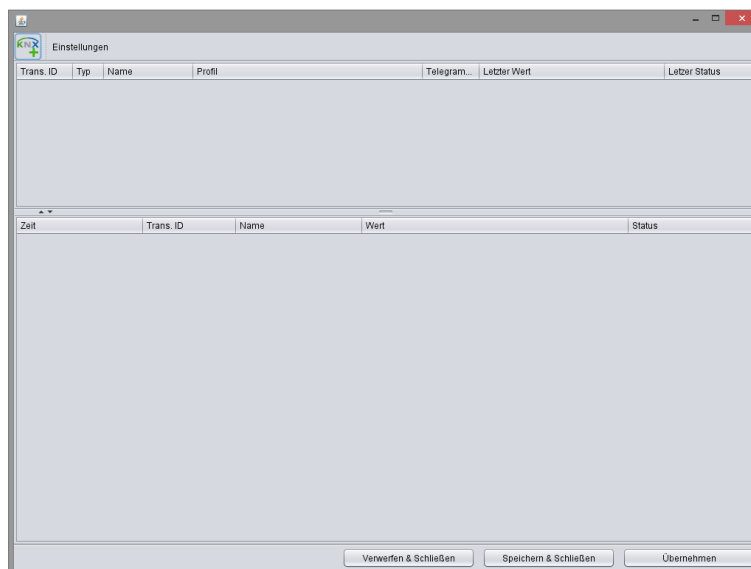 KNX Einstellungen
Trans. ID Typ Name Profil Telegram... Letzter Wert Letzer Status
Zeit Trans. ID Name Wert Status
Verwerfen & Schließen Speichern & Schließen Übernehmen